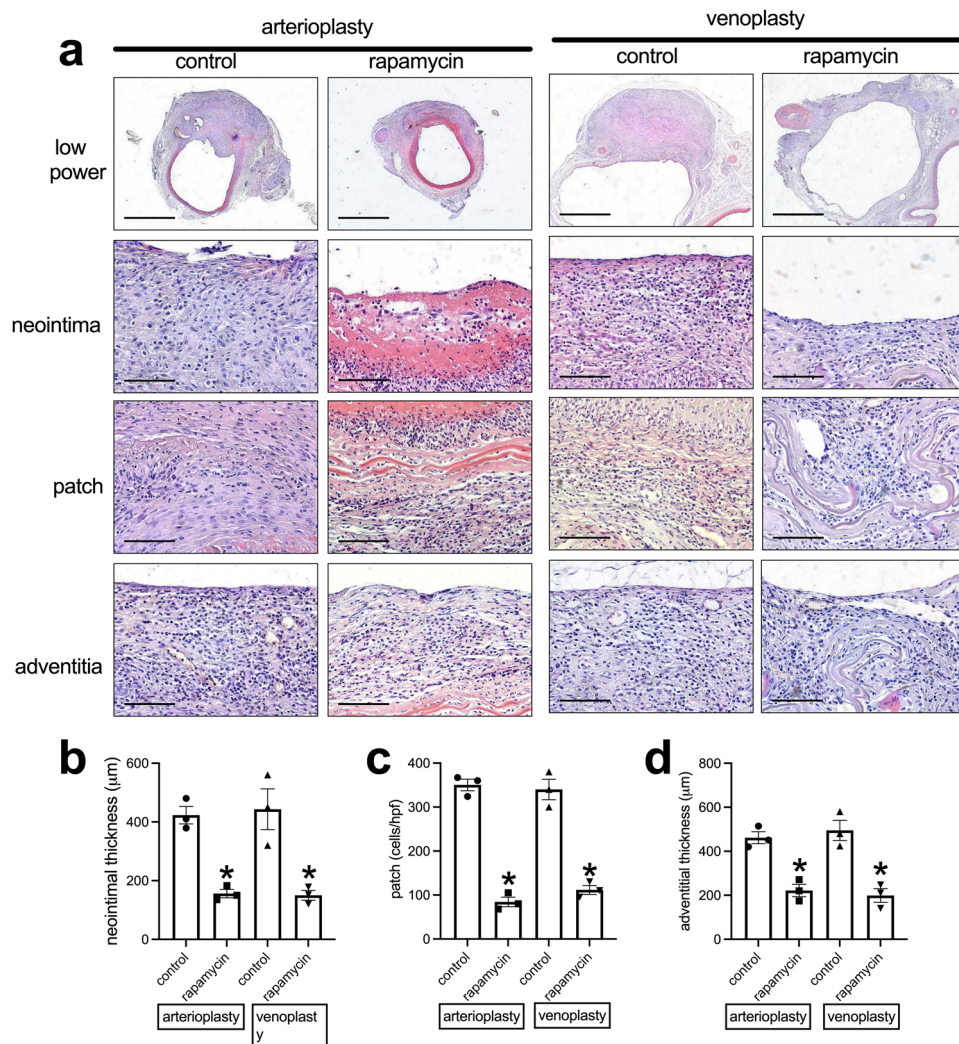 a
arterioplasty
venoplasty
control
rapamycin
control
rapamycin
low
power
neointima
patch
adventitia
b
neointimal thickness (μm)
600
400
200
0
*
*
control
rapamycin
control
rapamycin
arterioplasty
venoplast
y
c
patch (cells/hpf)
400
300
200
100
0
*
*
control
rapamycin
control
rapamycin
arterioplasty
venoplasty
d
adventitial thickness (μm)
800
600
400
200
0
*
*
control
rapamycin
control
rapamycin
arterioplasty
venoplasty